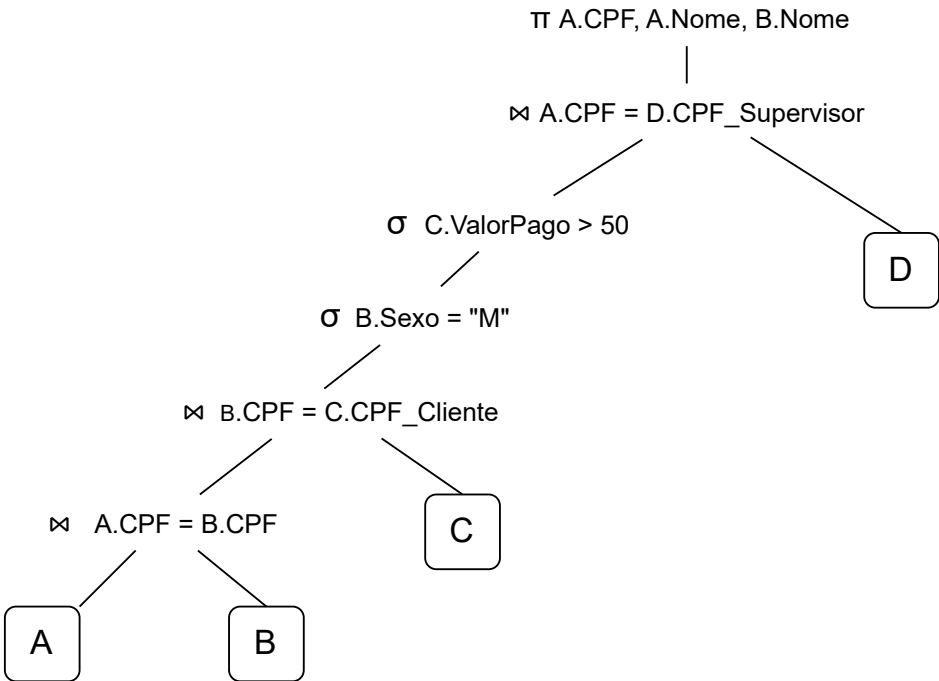 π A.CPF, A.Nome, B.Nome
⋈ A.CPF = D.CPF_Supervisor
σ C.ValorPago > 50
D
σ B.Sexo = "M"
⋈ B.CPF = C.CPF_Cliente
C
⋈ A.CPF = B.CPF
A
B